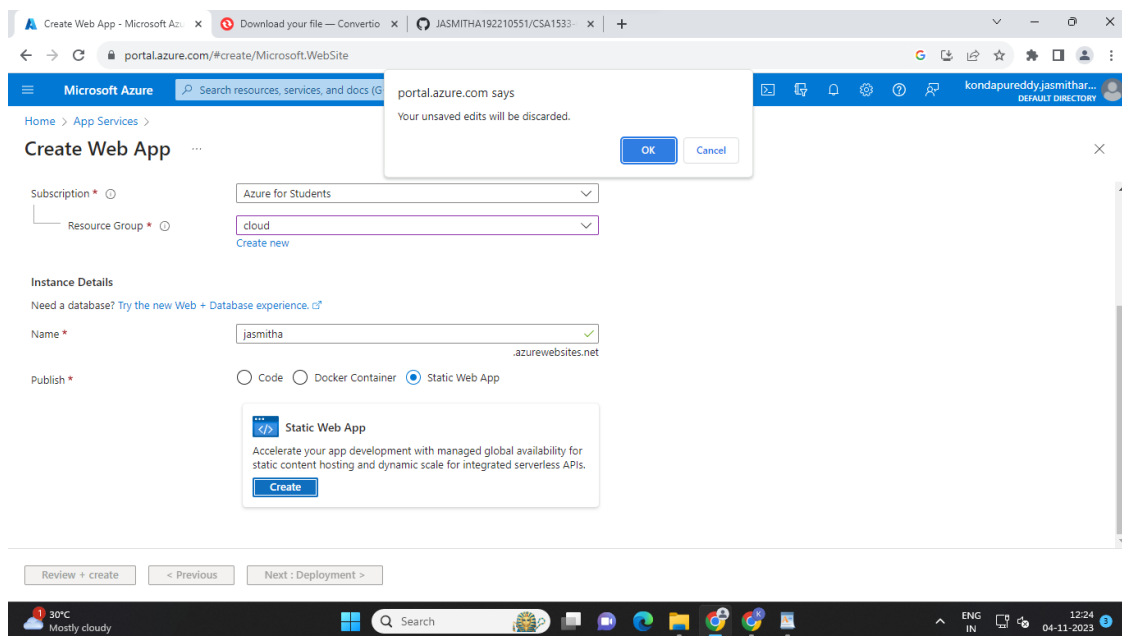 Create Web App - Microsoft Azu
Download your file — Convertio
JASMITHA192210551/CSA1533-
portal.azure.com/#create/Microsoft.WebSite
Microsoft Azure
Search resources, services, and docs (G
kondapureddy.jasmithar...
DEFAULT DIRECTORY
portal.azure.com says
Your unsaved edits will be discarded.
OK Cancel
Home > App Services >
Create Web App ...
Subscription *
Azure for Students
Resource Group *
cloud
Create new
Instance Details
Need a database? Try the new Web + Database experience.
Name *
jasmitha
.azurewebsites.net
Publish *
Code Docker Container Static Web App
Static Web App
Accelerate your app development with managed global availability for
static content hosting and dynamic scale for integrated serverless APIs.
Create
Review + create < Previous Next : Deployment >
1
30°C
Mostly cloudy
Search
ENG
IN
12:24
04-11-2023
3